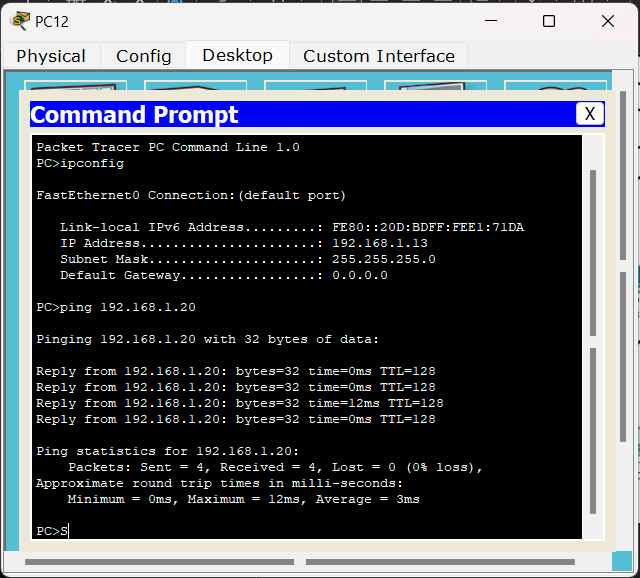 PC12
Physical Config Desktop Custom Interface
Command Prompt X
Packet Tracer PC Command Line 1.0
PC>ipconfig
FastEthernet0 Connection:(default port)
Link-local IPv6 Address.........: FE80::20D:BDFF:FEE1:71DA
IP Address......................: 192.168.1.13
Subnet Mask.....................: 255.255.255.0
Default Gateway.................: 0.0.0.0
PC>ping 192.168.1.20
Pinging 192.168.1.20 with 32 bytes of data:
Reply from 192.168.1.20: bytes=32 time=0ms TTL=128
Reply from 192.168.1.20: bytes=32 time=0ms TTL=128
Reply from 192.168.1.20: bytes=32 time=12ms TTL=128
Reply from 192.168.1.20: bytes=32 time=0ms TTL=128
Ping statistics for 192.168.1.20:
Packets: Sent = 4, Received = 4, Lost = 0 (0% loss),
Approximate round trip times in milli-seconds:
Minimum = 0ms, Maximum = 12ms, Average = 3ms
PC>S